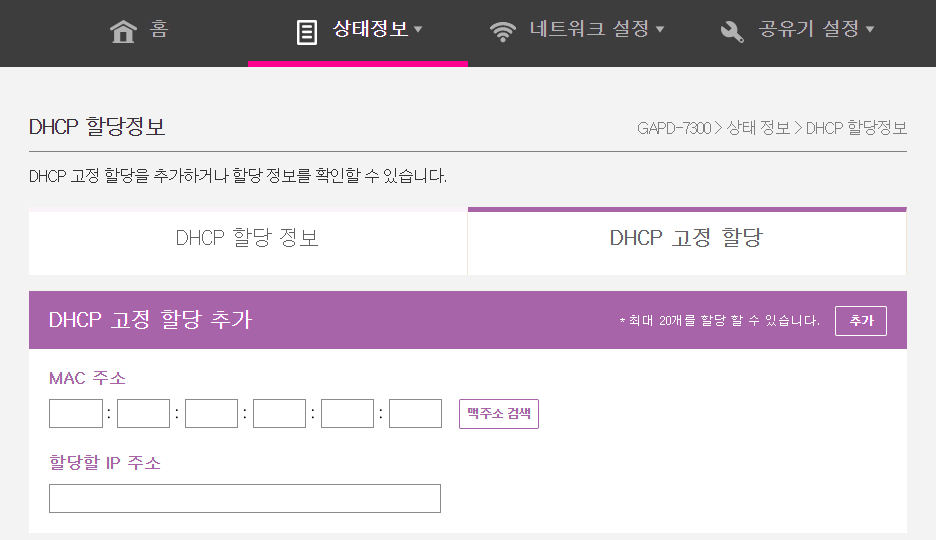 홈 상태정보 네트워크 설정 공유기 설정
DHCP 할당정보 GAPD-7300 > 상태 정보 > DHCP 할당정보
DHCP 고정 할당을 추가하거나 할당 정보를 확인할 수 있습니다.
DHCP 할당 정보 DHCP 고정 할당
DHCP 고정 할당 추가 * 최대 20개를 할당 할 수 있습니다. 추가
MAC 주소
: : : : : 맥주소 검색
할당할 IP 주소